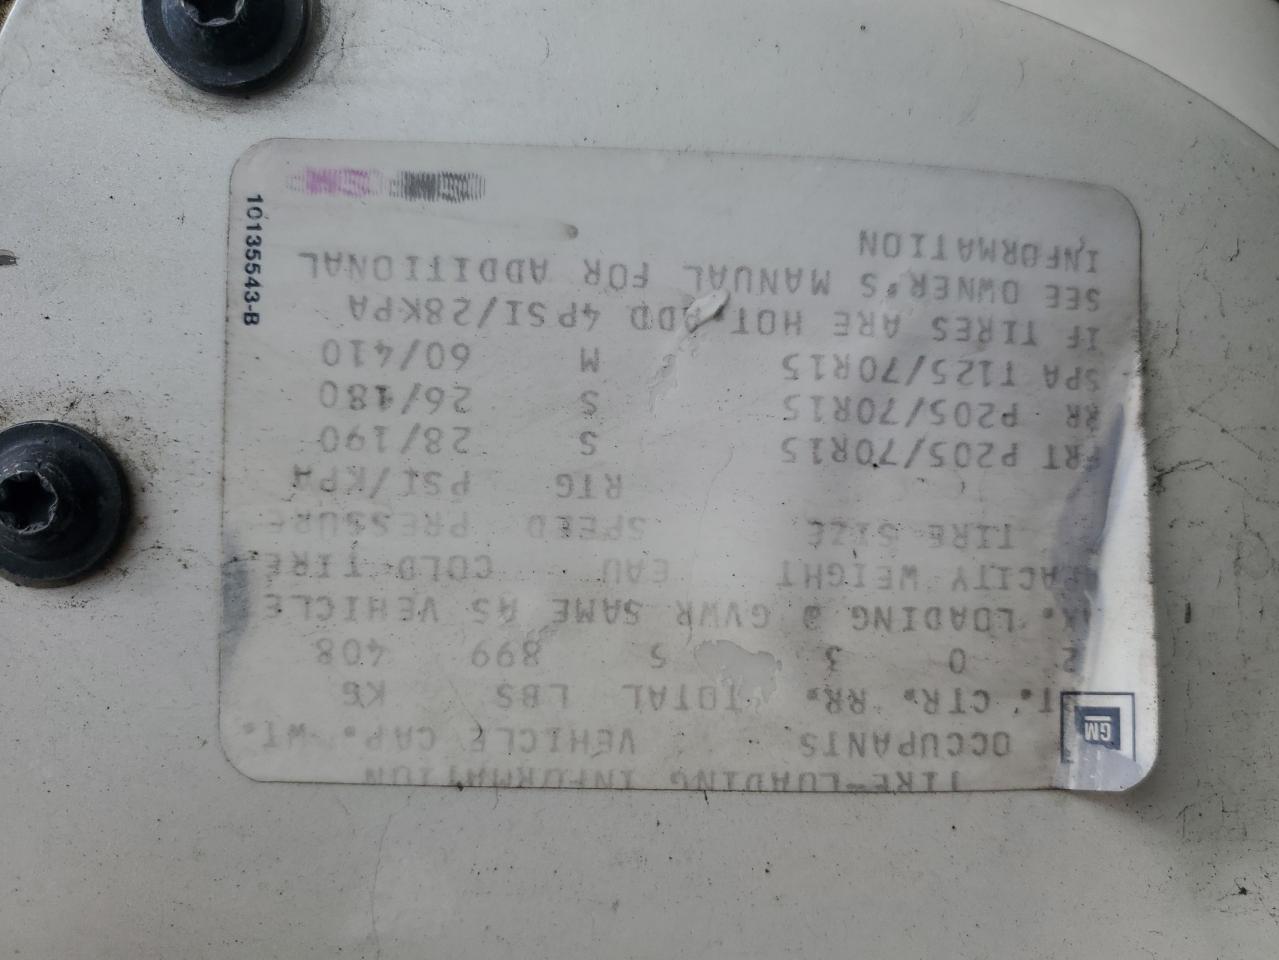 TIRE-LOADING INFORMATION
OCCUPANTS VEHICLE CAP. WT.
T. CTR. RR. TOTAL LBS KG
2 0 3 5 899 408
X. LOADING @ GVWR SAME AS VEHICLE
ACITY WEIGHT EAU COLD TIRE
TIRE SIZE SPEED PRESSURE
RTG PSI/KPA
FRT P205/70R15 S 28/190
RR P205/70R15 S 26/180
SPA T125/70R15 M 60/410
IF TIRES ARE HOT, ADD 4PSI/28KPA
SEE OWNER'S MANUAL FOR ADDITIONAL
INFORMATION
GM
10135543-B